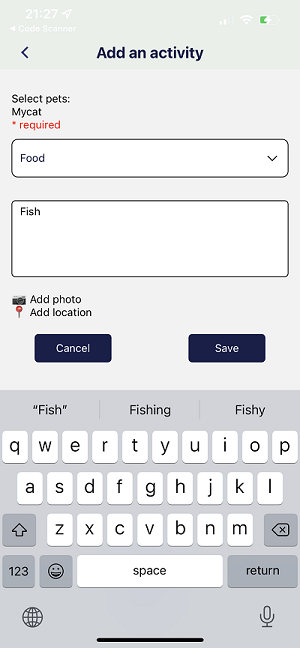 21:27
Code Scanner
Add an activity
Select pets:
Mycat
* required
Food
Fish
Add photo
Add location
Cancel Save
“Fish” Fishing Fishy
q w e r t y u i o p
a s d f g h j k l
z x c v b n m
123 space return